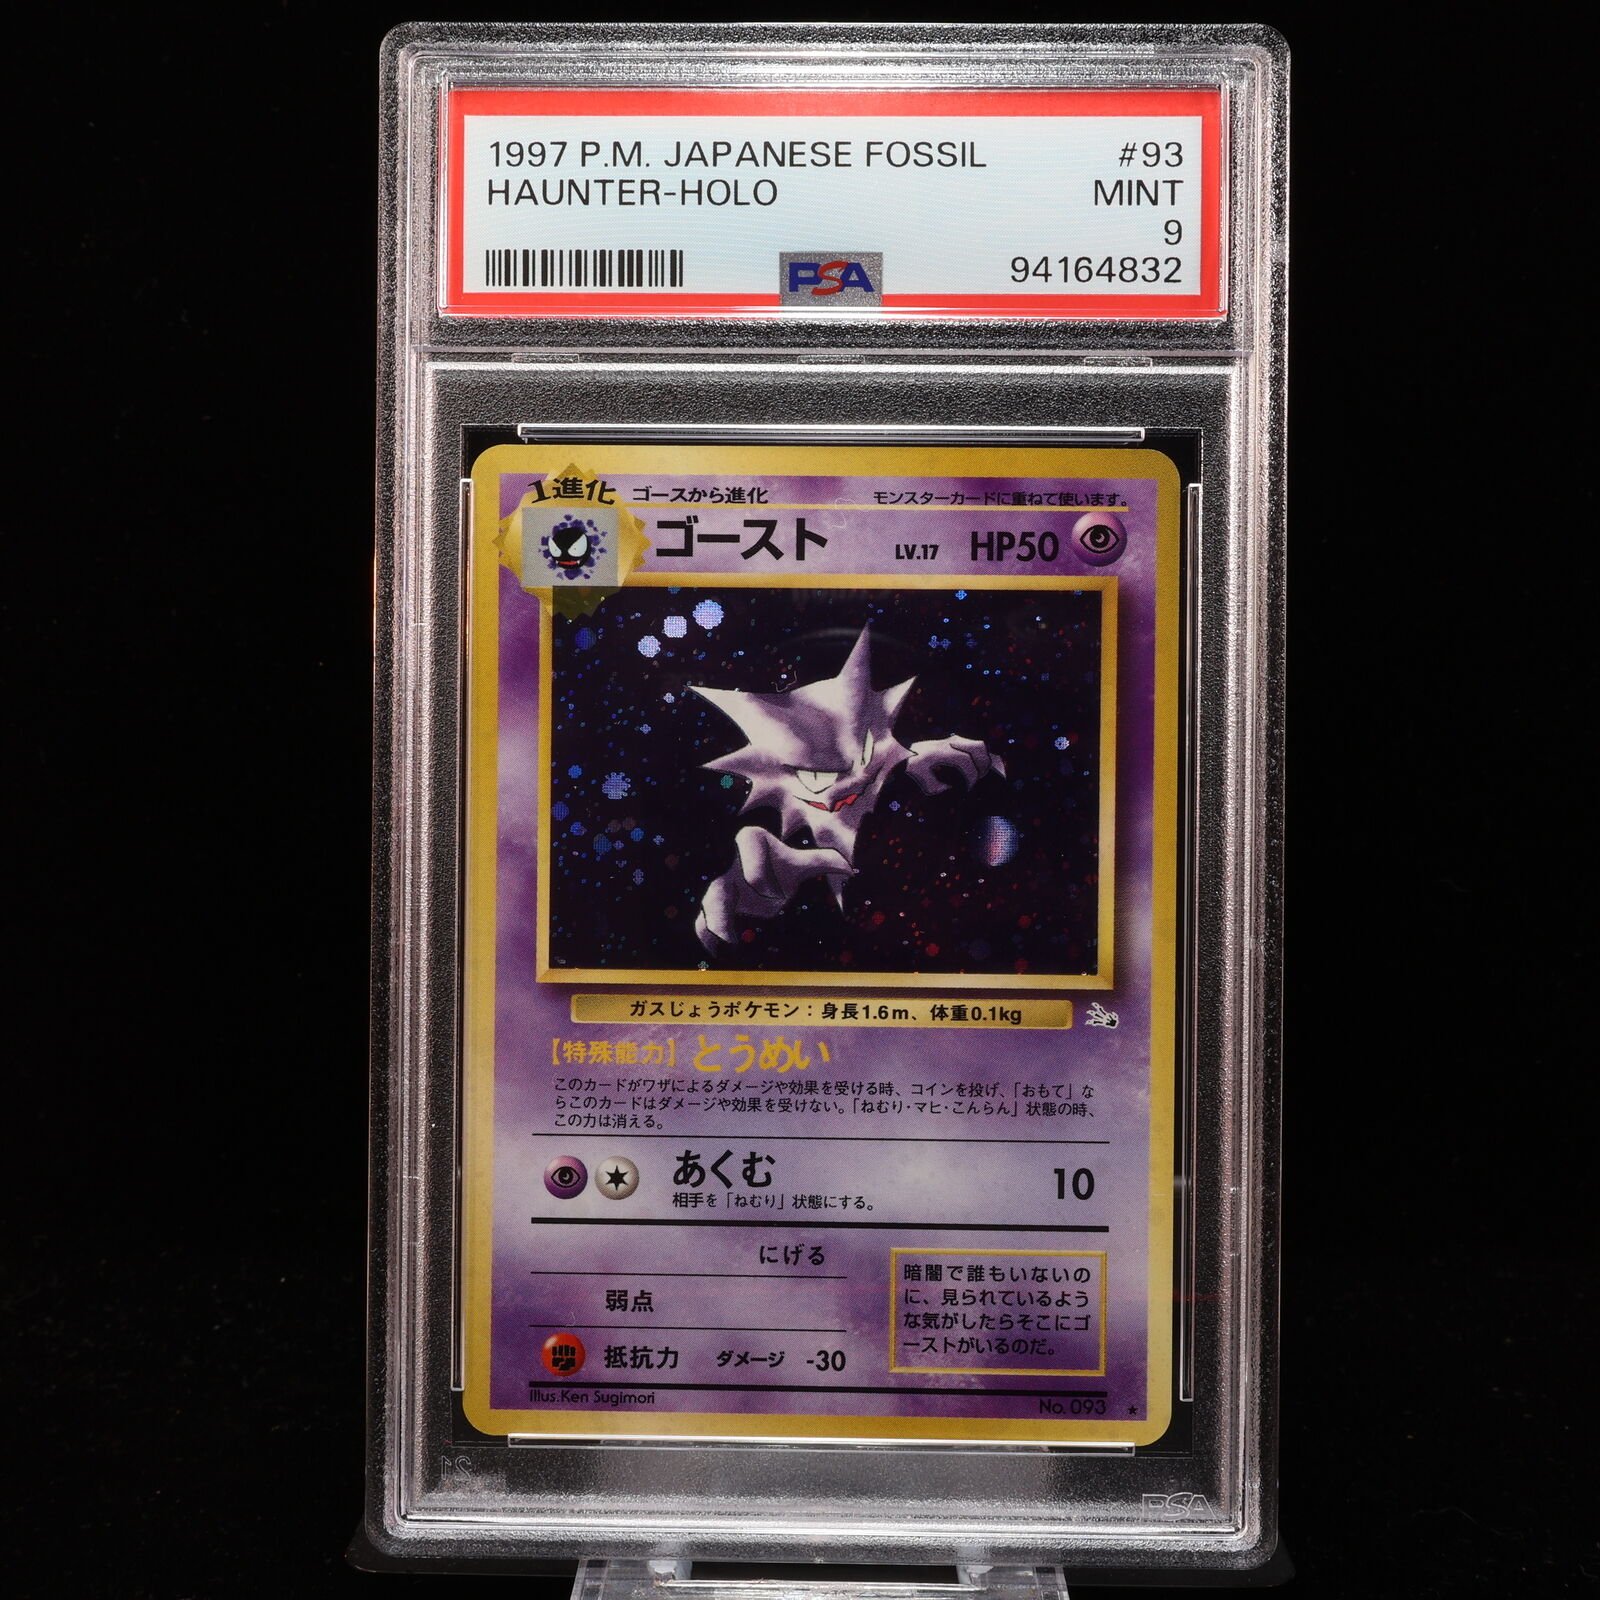 1997 P.M. JAPANESE FOSSIL #93
HAUNTER-HOLO MINT
9
PSA 94164832
1進化 ゴースから進化 モンスターカードに重ねて使います。
ゴースト LV.17 HP50
ガスじょうポケモン：身長1.6m、体重0.1kg
【特殊能力】とうめい
このカードがワザによるダメージや効果を受ける時、コインを投げ、「おもて」な
らこのカードはダメージや効果を受けない。「ねむり・マヒ・こんらん」状態の時、
この力は消える。
あくむ 10
相手を「ねむり」状態にする。
にげる
弱点
抵抗力 ダメージ -30
暗闇で誰もいないの
に、見られているよう
な気がしたらそこにゴ
ーストがいるのだ。
Illus.Ken Sugimori
No. 093 ★
21
PSA